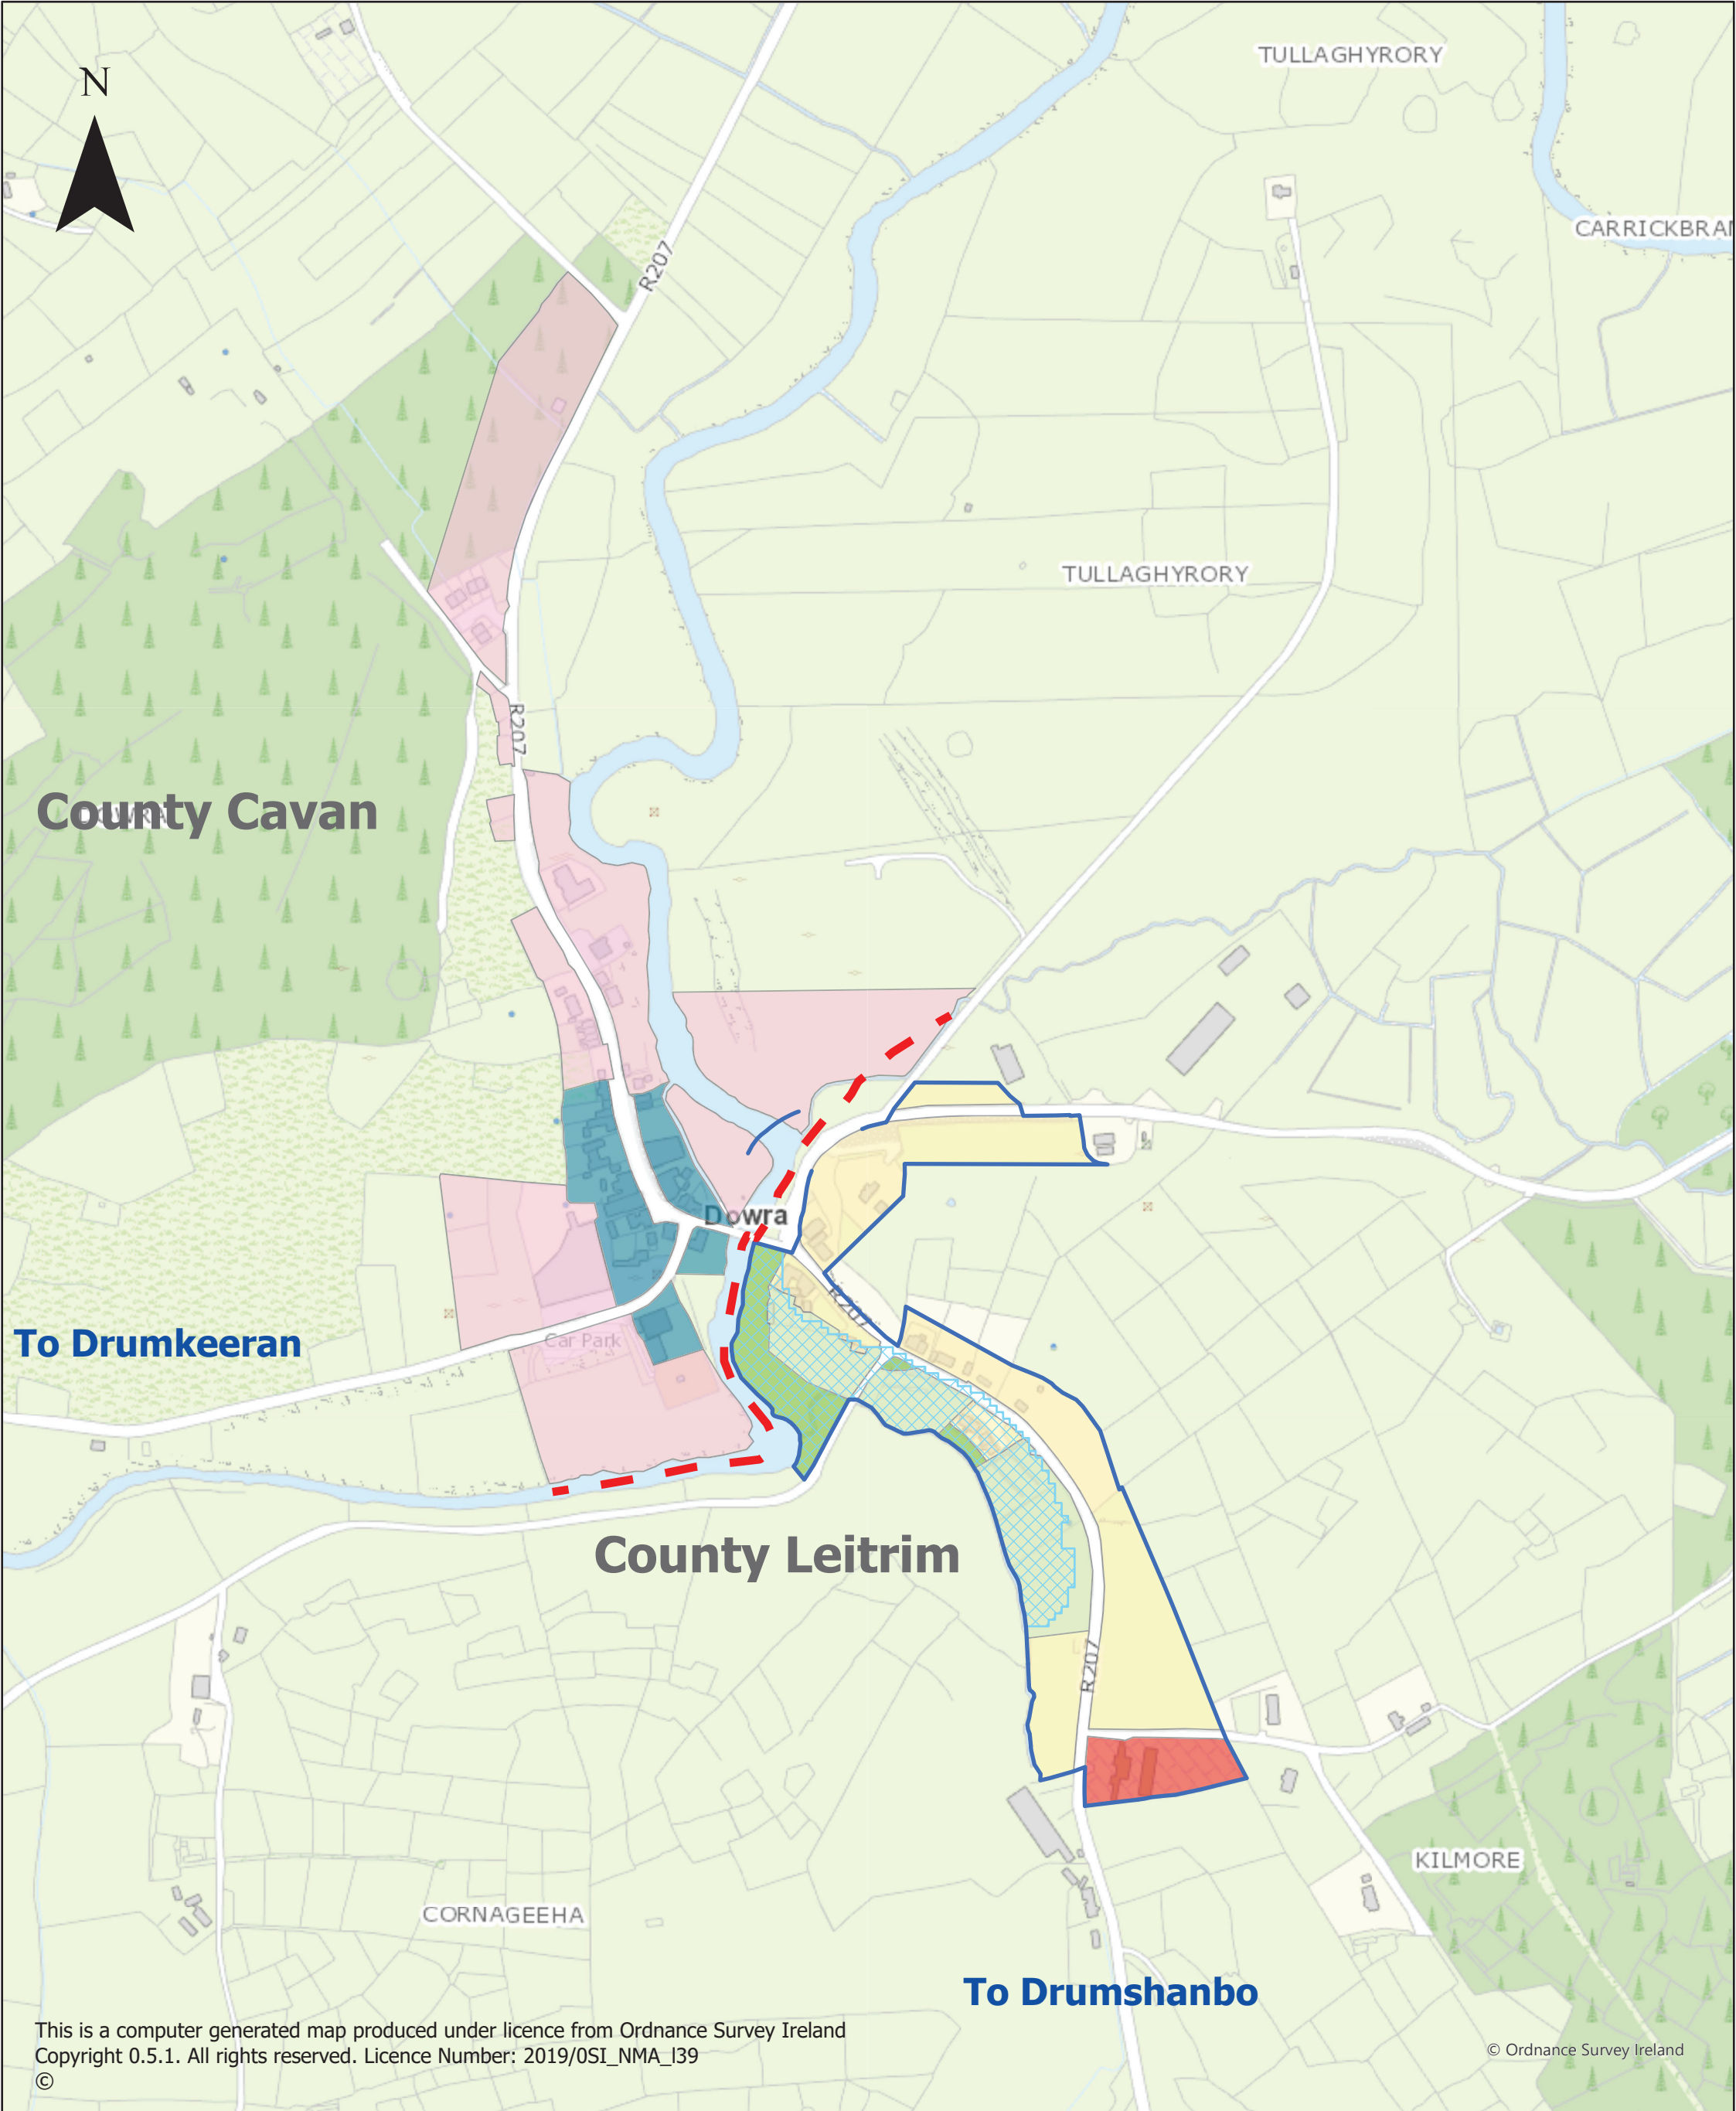 TULLAGHYRORY
N
CARRICKBRAN
R207
TULLAGHYRORY
R207
County Cavan
Dowra
R207
To Drumkeeran
Car Park
County Leitrim
R207
KILMORE
CORNAGEEHA
To Drumshanbo
This is a computer generated map produced under licence from Ordnance Survey Ireland
Copyright 0.5.1. All rights reserved. Licence Number: 2019/0SI_NMA_l39
©
© Ordnance Survey Ireland